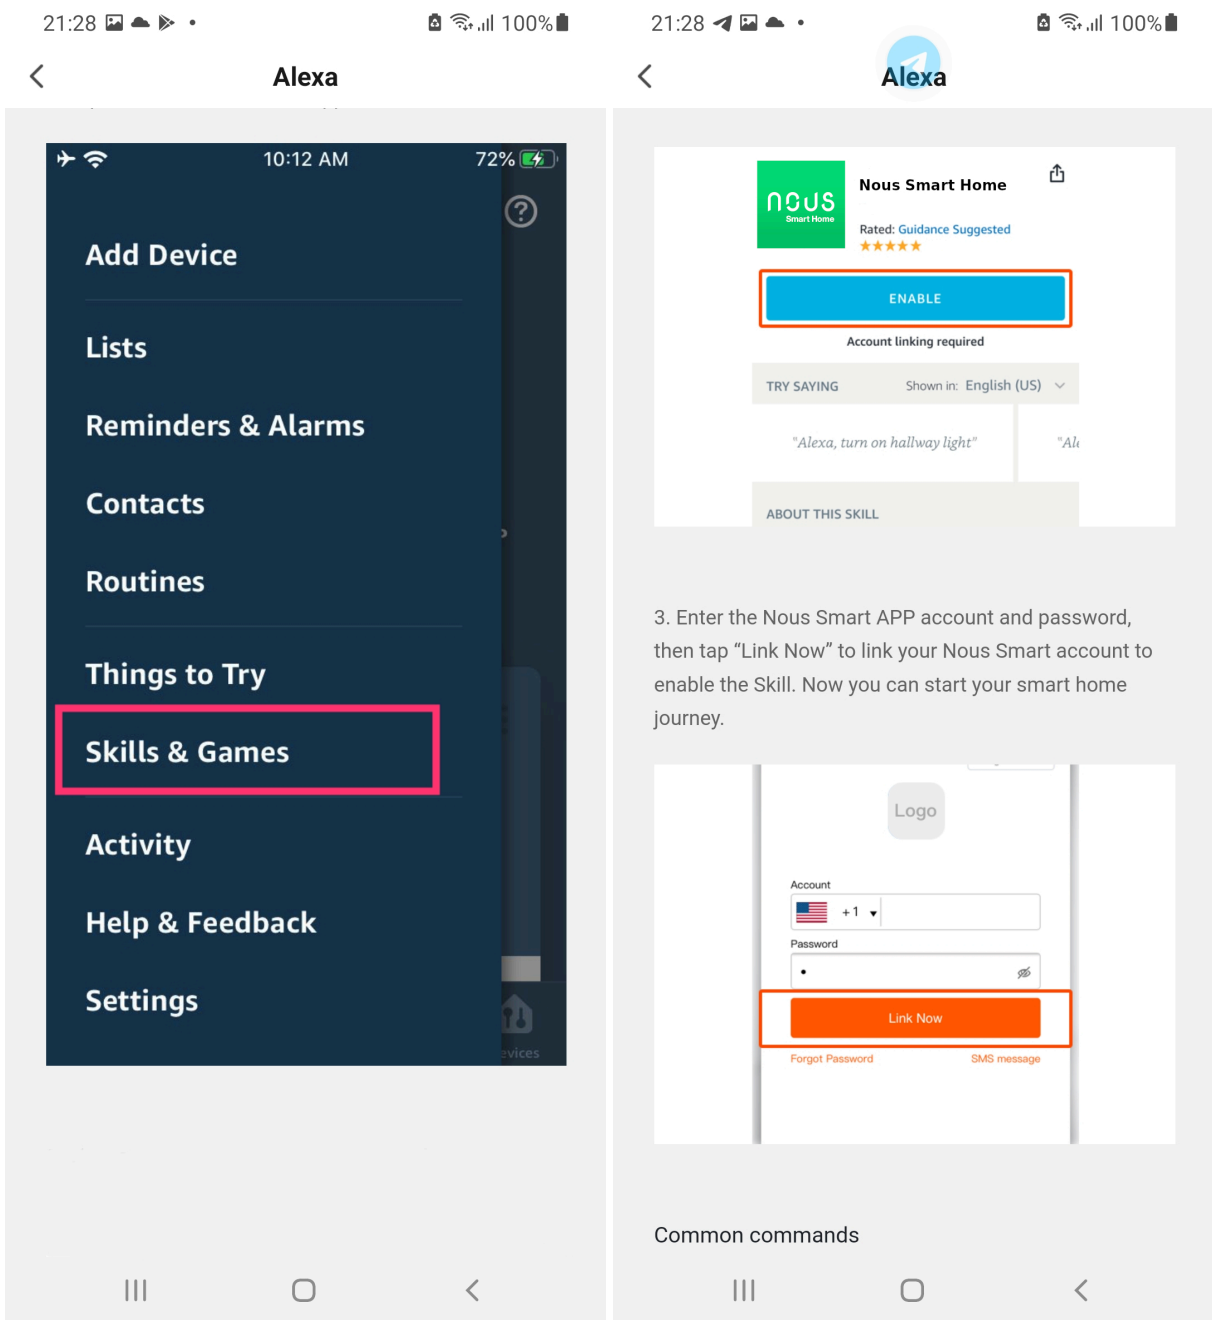 21:28
100%
Alexa
10:12 AM
72%
Add Device
Lists
Reminders & Alarms
Contacts
Routines
Things to Try
Skills & Games
Activity
Help & Feedback
Settings
evices
21:28
100%
Alexa
nous
Smart Home
Nous Smart Home
Rated: Guidance Suggested
ENABLE
Account linking required
TRY SAYING
Shown in: English (US)
"Alexa, turn on hallway light"
"Al
ABOUT THIS SKILL
3. Enter the Nous Smart APP account and password,
then tap “Link Now” to link your Nous Smart account to
enable the Skill. Now you can start your smart home
journey.
Logo
Account
+1
Password
Link Now
Forgot Password
SMS message
Common commands